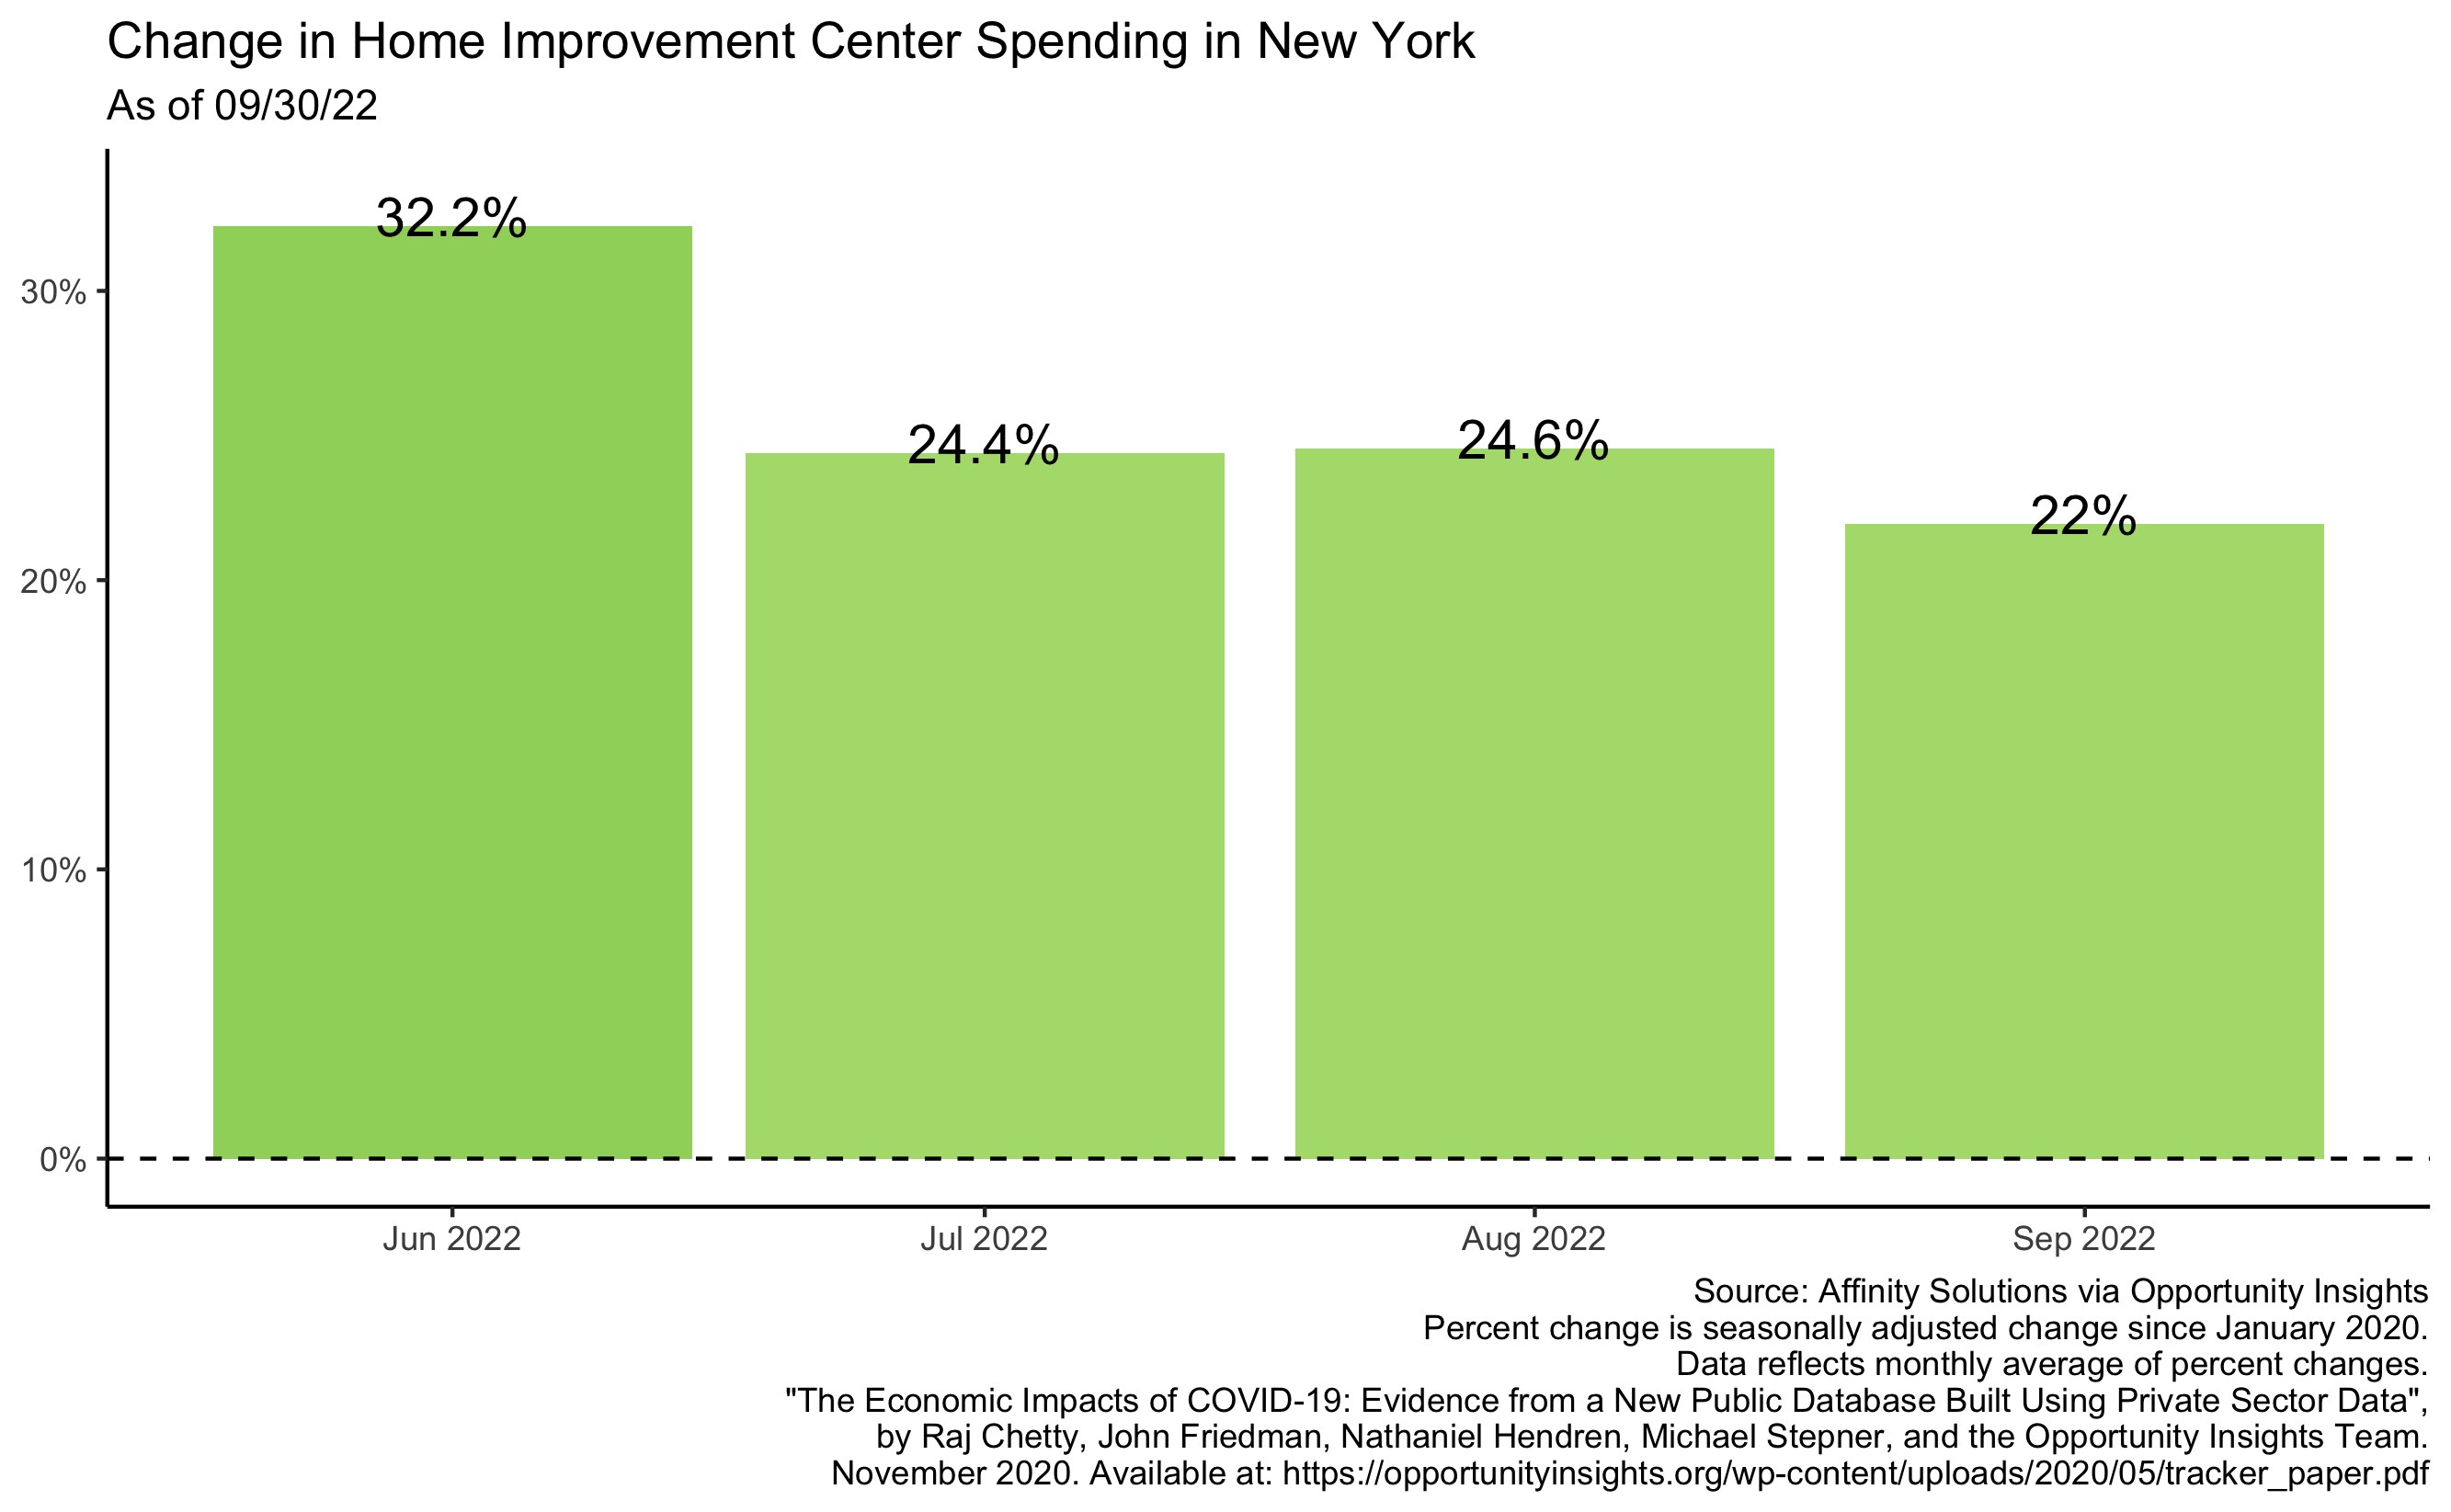 Change in Home Improvement Center Spending in New York
As of 09/30/22
32.2%
24.4%
24.6%
22%
30%
20%
10%
0%
Jun 2022
Jul 2022
Aug 2022
Sep 2022
Source: Affinity Solutions via Opportunity Insights
Percent change is seasonally adjusted change since January 2020.
Data reflects monthly average of percent changes.
"The Economic Impacts of COVID-19: Evidence from a New Public Database Built Using Private Sector Data",
by Raj Chetty, John Friedman, Nathaniel Hendren, Michael Stepner, and the Opportunity Insights Team.
November 2020. Available at: https://opportunityinsights.org/wp-content/uploads/2020/05/tracker_paper.pdf